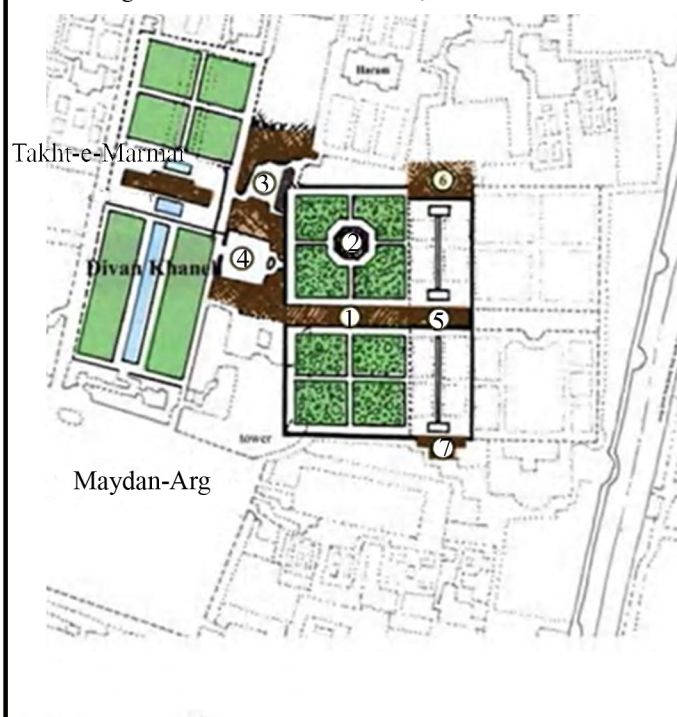 Haram
Takht-e-Marmar
⑥
③
②
④
Divan Khaneh
①
⑤
tower
⑦
Maydan-Arg